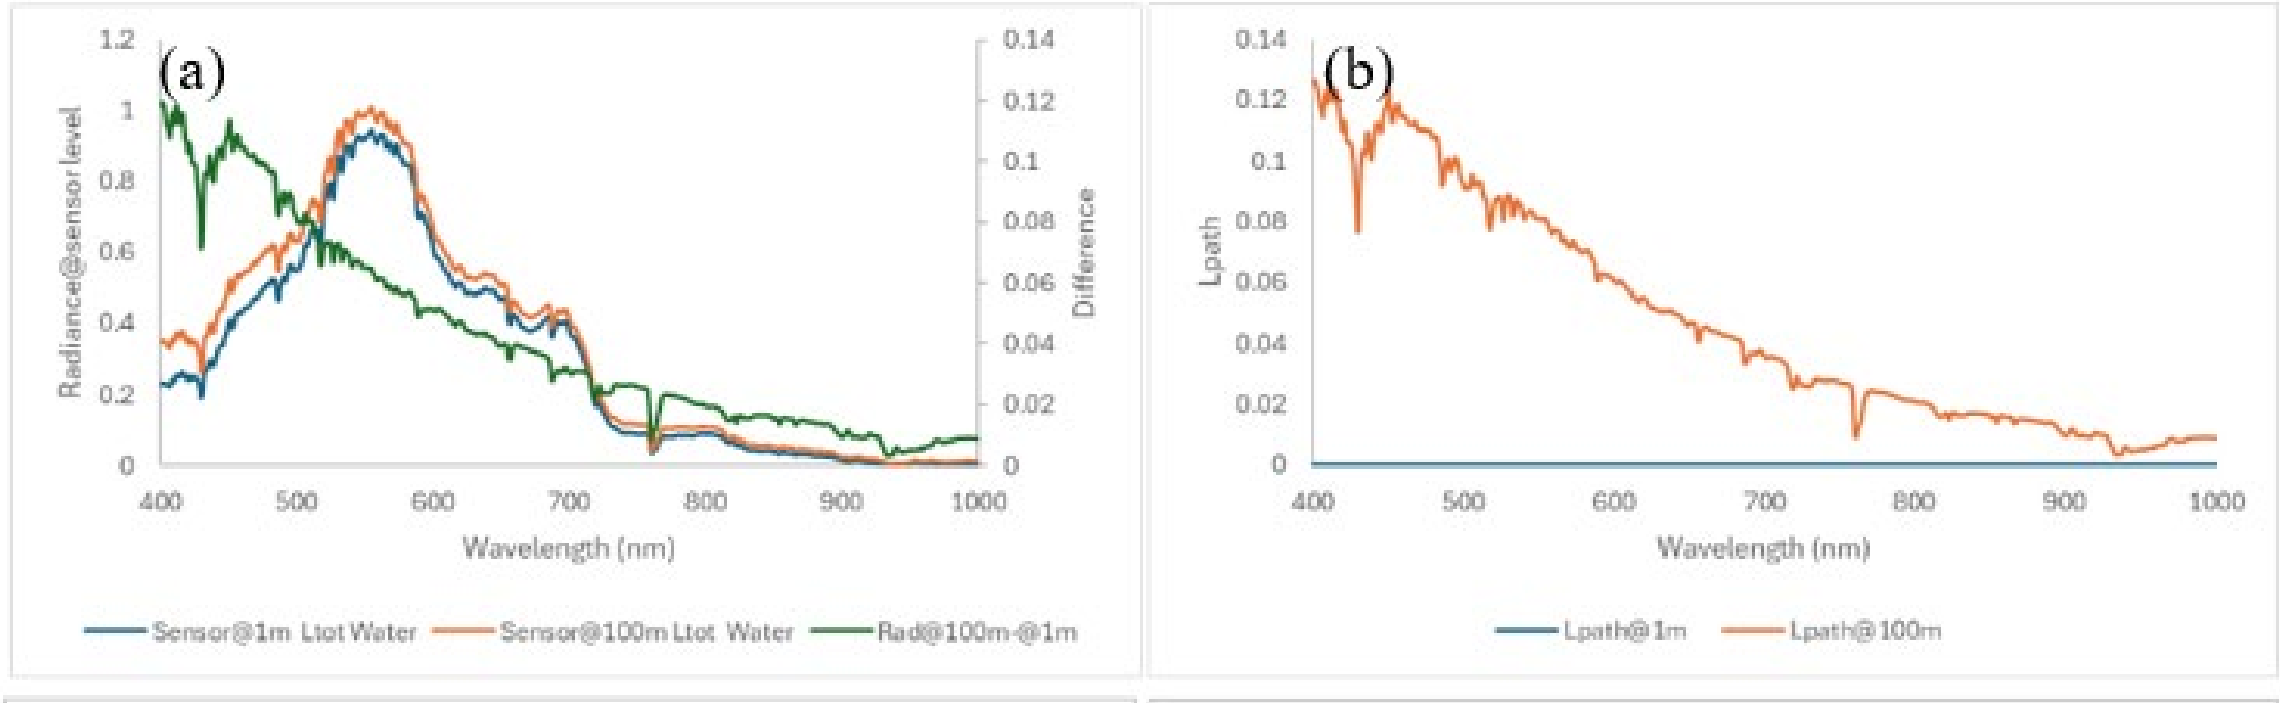 (a)
1.2
1
0.8
0.6
0.4
0.2
0
Radiance@sensor level
0.14
0.12
0.1
0.08
0.06
0.04
0.02
0
Difference
400 500 600 700 800 900 1000
Wavelength (nm)
Sensor@1m Ltot Water Sensor@100m Ltot Water Rad@100m-@1m
(b)
0.14
0.12
0.1
0.08
0.06
0.04
0.02
0
Lpath
400 500 600 700 800 900 1000
Wavelength (nm)
Lpath@1m Lpath@100m